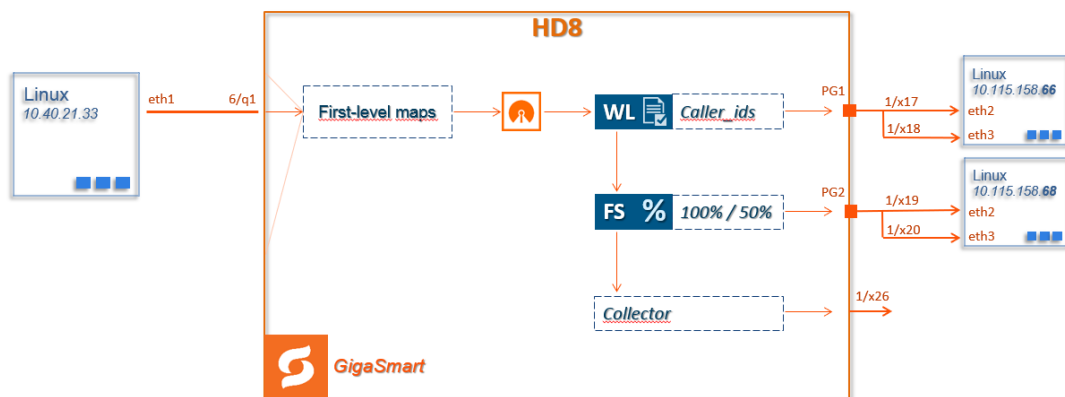 HD8
Linux
10.40.21.33
eth1
6/q1
First-level maps
WL
Caller_ids
PG1
1/x17
1/x18
Linux
10.115.158.66
eth2
eth3
FS %
100% / 50%
PG2
1/x19
1/x20
Linux
10.115.158.68
eth2
eth3
Collector
1/x26
GigaSmart